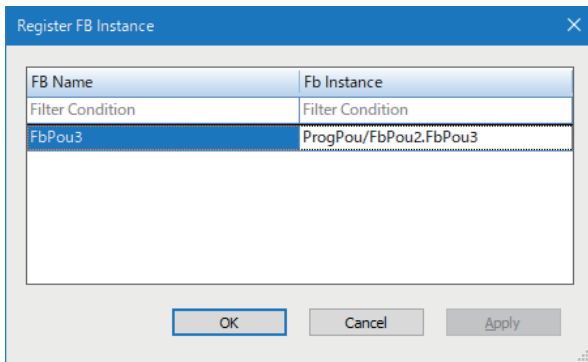 Register FB Instance
FB Name Fb Instance
Filter Condition Filter Condition
FbPou3 ProgPou/FbPou2.FbPou3
OK Cancel Apply